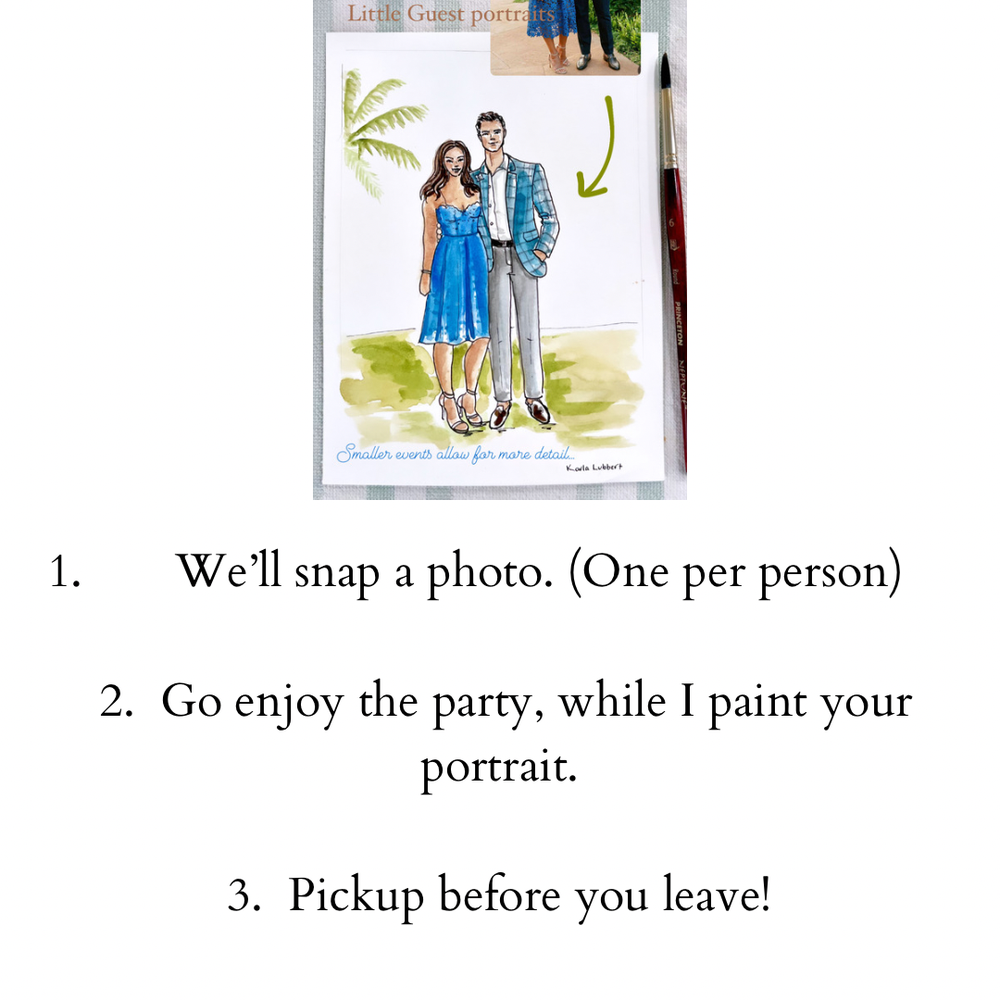 Little Guest portraits
6
Round
PRINCETON
NEPTUNE
Smaller events allow for more detail...
Karla Lubbert
1. We’ll snap a photo. (One per person)
2. Go enjoy the party, while I paint your
portrait.
3. Pickup before you leave!